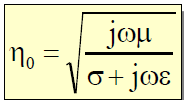 η₀ = √(jωμ / (σ + jωε))